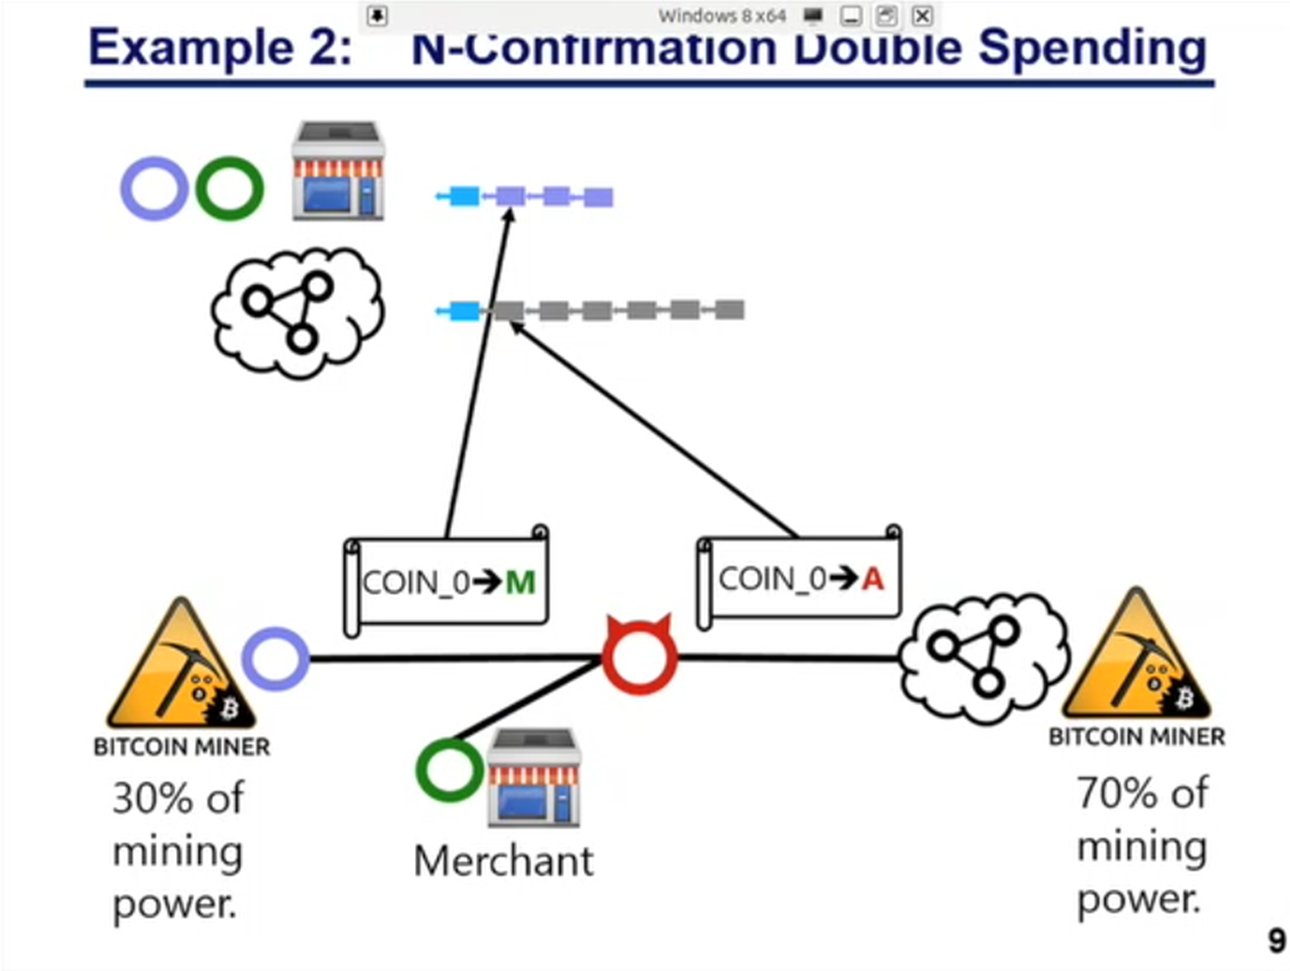 Windows 8 x64
Example 2: N-Confirmation Double Spending
COIN_0➔M
COIN_0➔A
BITCOIN MINER
30% of
mining
power.
Merchant
BITCOIN MINER
70% of
mining
power.
9